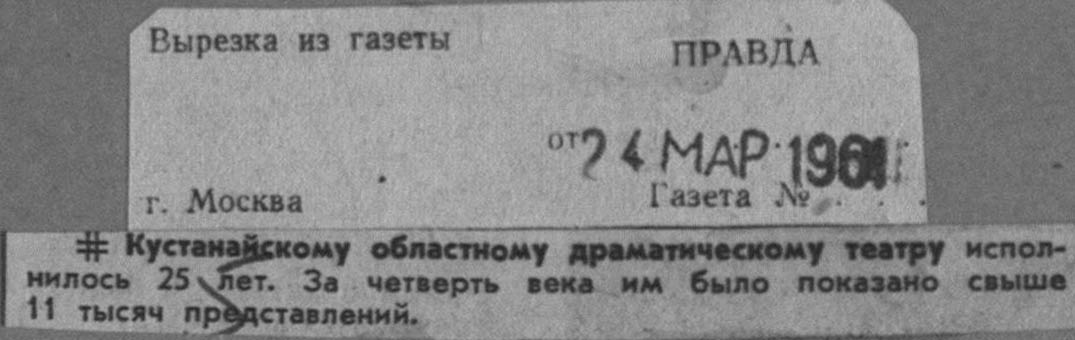 Вырезка из газеты
ПРАВДА
от 24 МАР 1961
г. Москва
Газета № . . .
# Кустанайскому областному драматическому театру испол-
нилось 25 лет. За четверть века им было показано свыше
11 тысяч представлений.